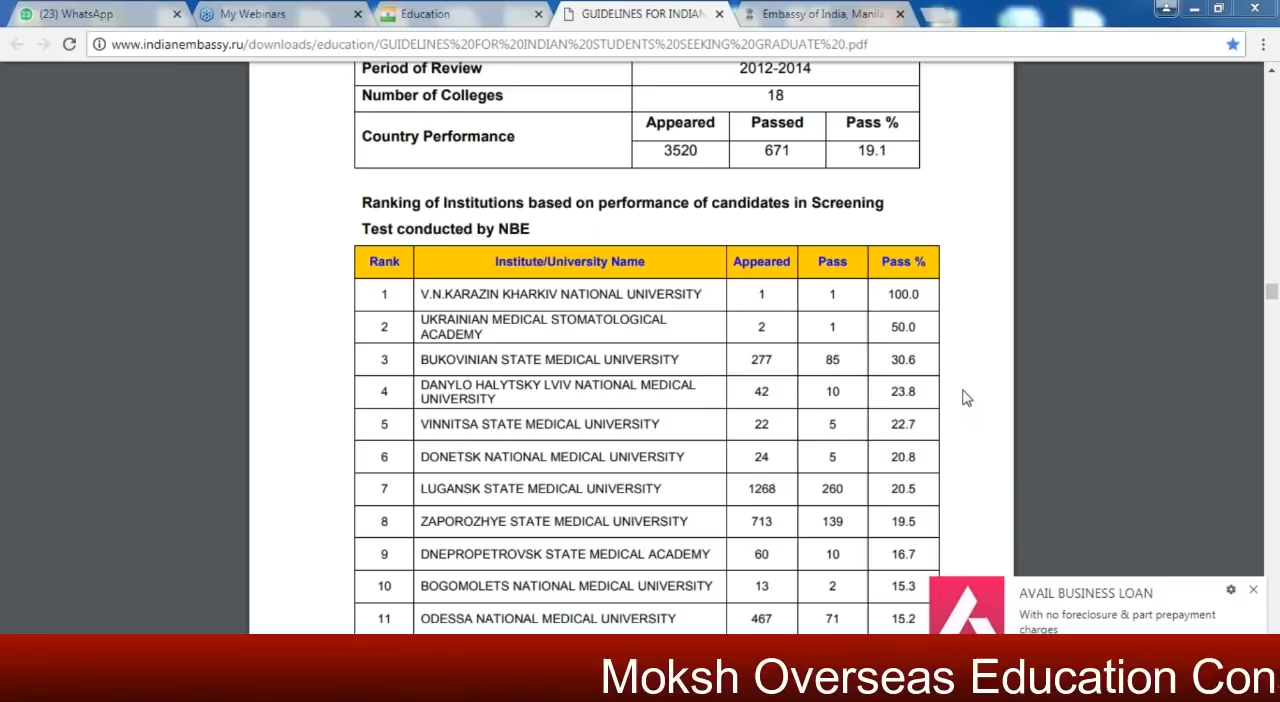 (23) WhatsApp
My Webinars
Education
GUIDELINES FOR INDIAN
Embassy of India, Manila
www.indianembassy.ru/downloads/education/GUIDELINES%20FOR%20INDIAN%20STUDENTS%20SEEKING%20GRADUATE%20.pdf
Period of Review 2012-2014
Number of Colleges 18
Country Performance Appeared Passed Pass %
3520 671 19.1
Ranking of Institutions based on performance of candidates in Screening
Test conducted by NBE
Rank Institute/University Name Appeared Pass Pass %
1 V.N.KARAZIN KHARKIV NATIONAL UNIVERSITY 1 1 100.0
2 UKRAINIAN MEDICAL STOMATOLOGICAL
ACADEMY 2 1 50.0
3 BUKOVINIAN STATE MEDICAL UNIVERSITY 277 85 30.6
4 DANYLO HALYTSKY LVIV NATIONAL MEDICAL
UNIVERSITY 42 10 23.8
5 VINNITSA STATE MEDICAL UNIVERSITY 22 5 22.7
6 DONETSK NATIONAL MEDICAL UNIVERSITY 24 5 20.8
7 LUGANSK STATE MEDICAL UNIVERSITY 1268 260 20.5
8 ZAPOROZHYE STATE MEDICAL UNIVERSITY 713 139 19.5
9 DNEPROPETROVSK STATE MEDICAL ACADEMY 60 10 16.7
10 BOGOMOLETS NATIONAL MEDICAL UNIVERSITY 13 2 15.3
11 ODESSA NATIONAL MEDICAL UNIVERSITY 467 71 15.2
AVAIL BUSINESS LOAN
With no foreclosure & part prepayment
charges
Moksh Overseas Education Con